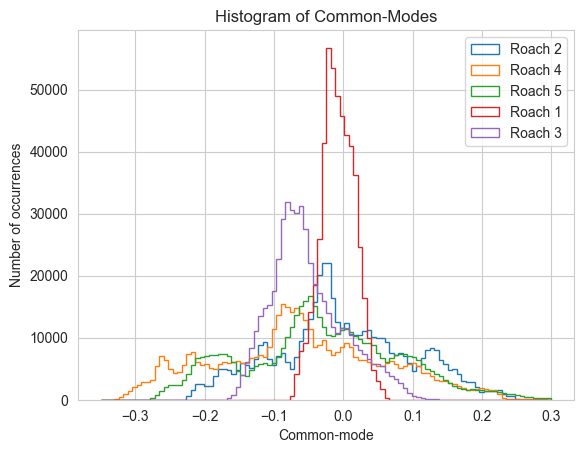 Histogram of Common-Modes
Roach 2
Roach 4
Roach 5
Roach 1
Roach 3
Number of occurrences
50000
40000
30000
20000
10000
0
−0.3
−0.2
−0.1
0.0
0.1
0.2
0.3
Common-mode